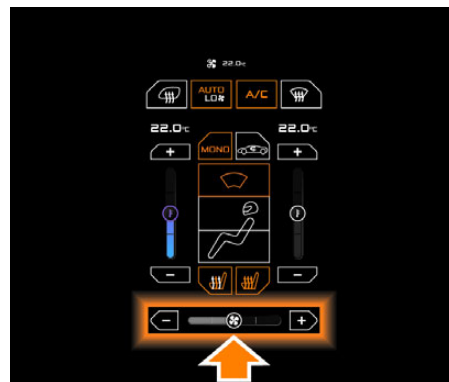 22.0°c
AUTO
LO
A/C
22.0°c
22.0°c
+
MONO
+
-
-
-
+